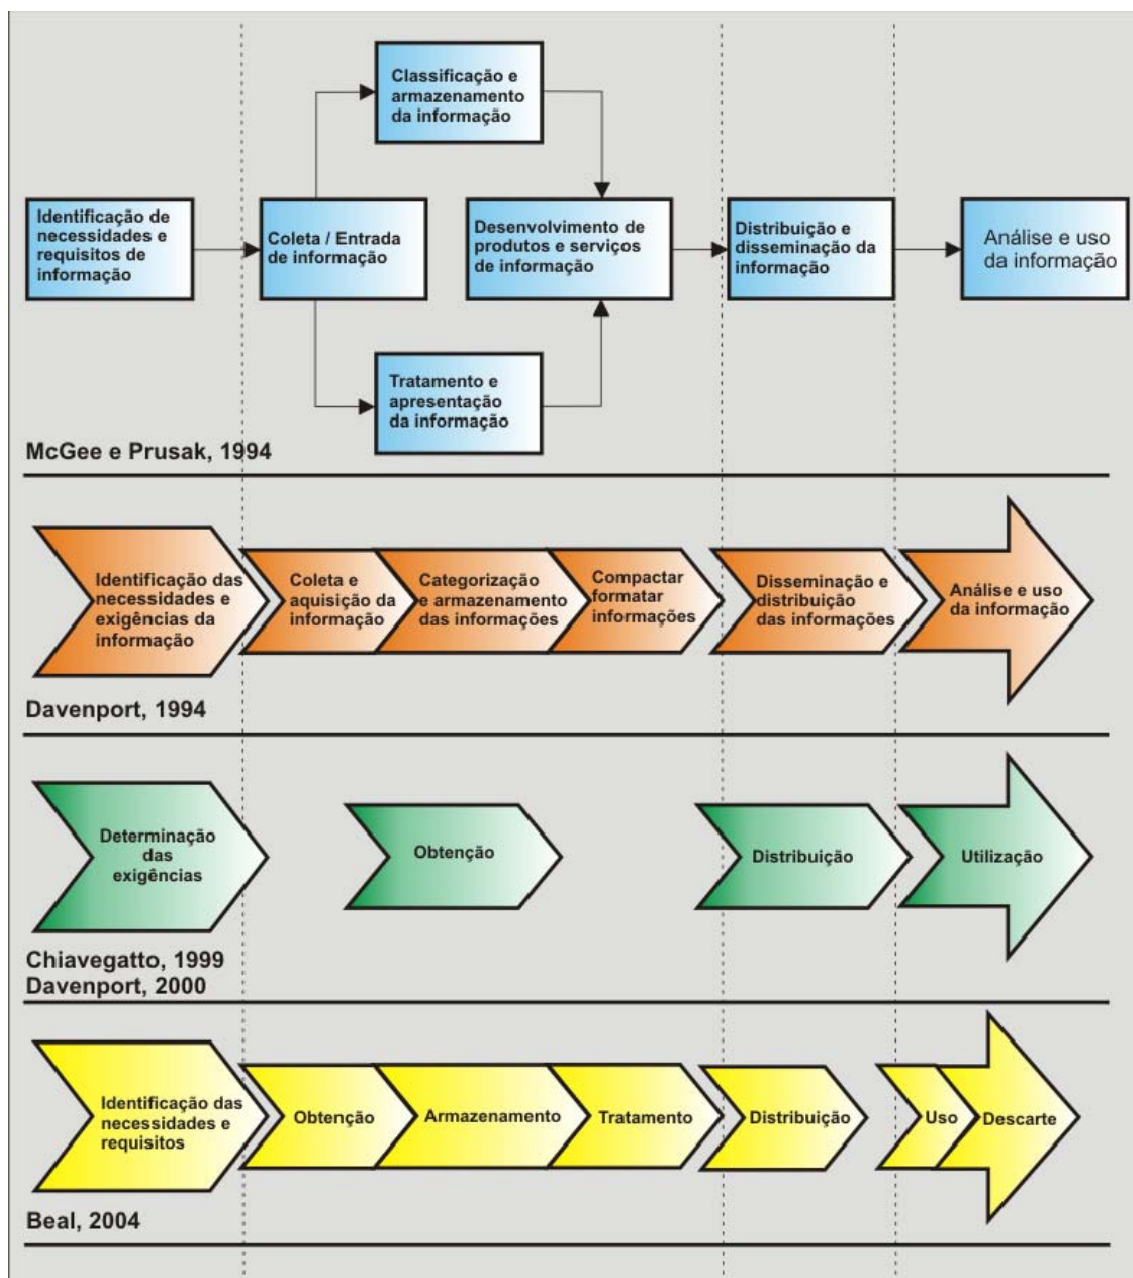 Classificação e
armazenamento
da informação
Identificação de
necessidades e
requisitos de
informação
Coleta / Entrada
de informação
Desenvolvimento de
produtos e serviços
de informação
Distribuição e
disseminação da
informação
Análise e uso
da informação
Tratamento e
apresentação
da informação
McGee e Prusak, 1994
Identificação das
necessidades e
exigências da
informação
Coleta e
aquisição da
informação
Categorização
e armazenamento
das informações
Compactar
formatar
informações
Disseminação e
distribuição
das informações
Análise e uso
da informação
Davenport, 1994
Determinação
das
exigências
Obtenção
Distribuição
Utilização
Chiavegatto, 1999
Davenport, 2000
Identificação das
necessidades e
requisitos
Obtenção
Armazenamento
Tratamento
Distribuição
Uso
Descarte
Beal, 2004